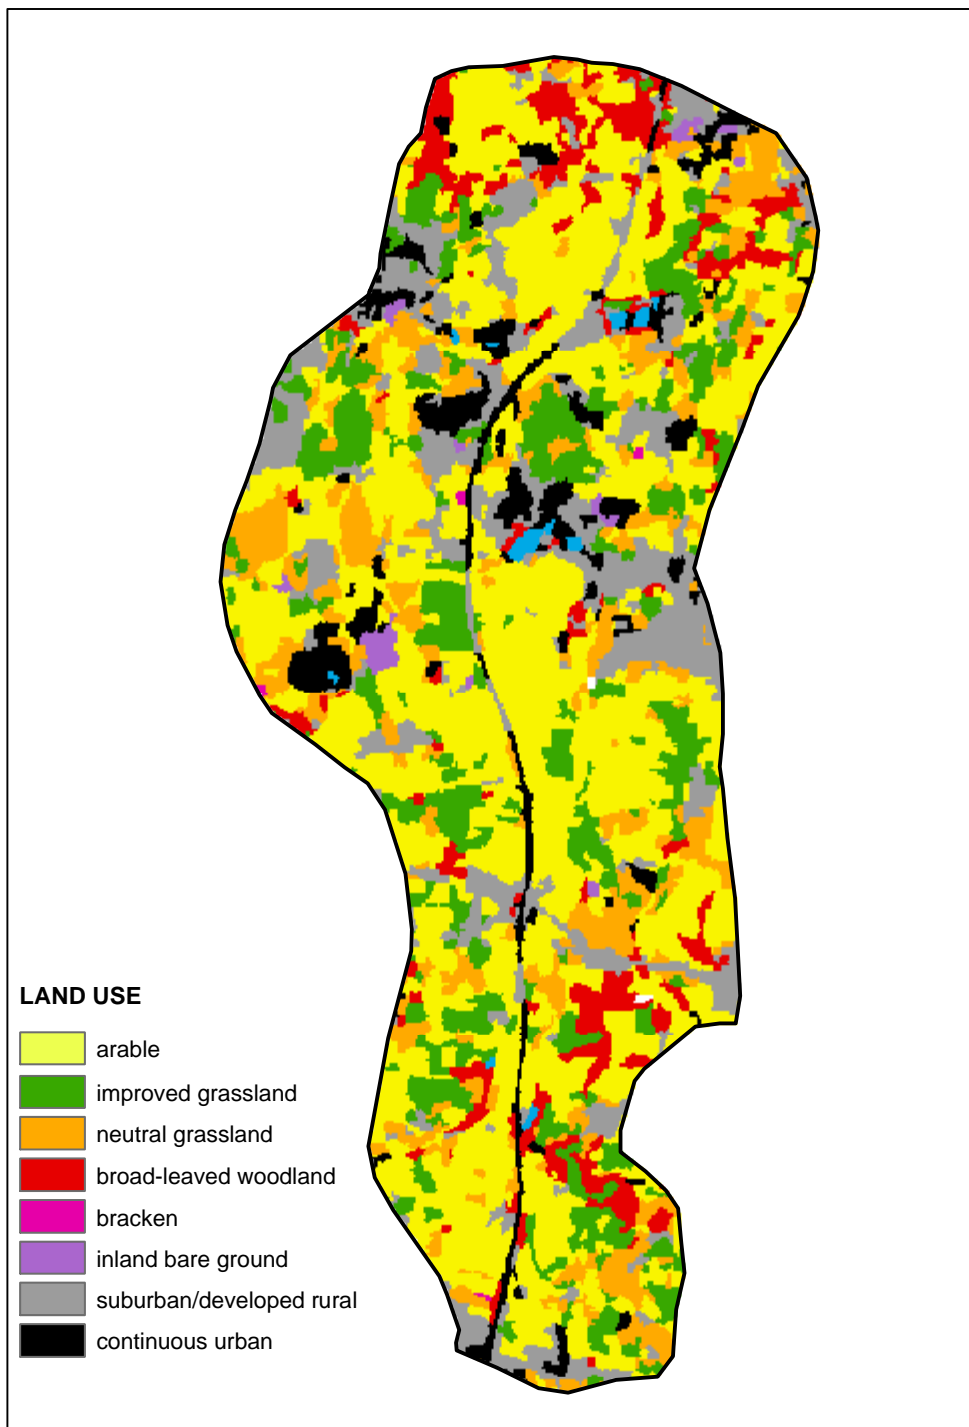 LAND USE
arable
improved grassland
neutral grassland
broad-leaved woodland
bracken
inland bare ground
suburban/developed rural
continuous urban